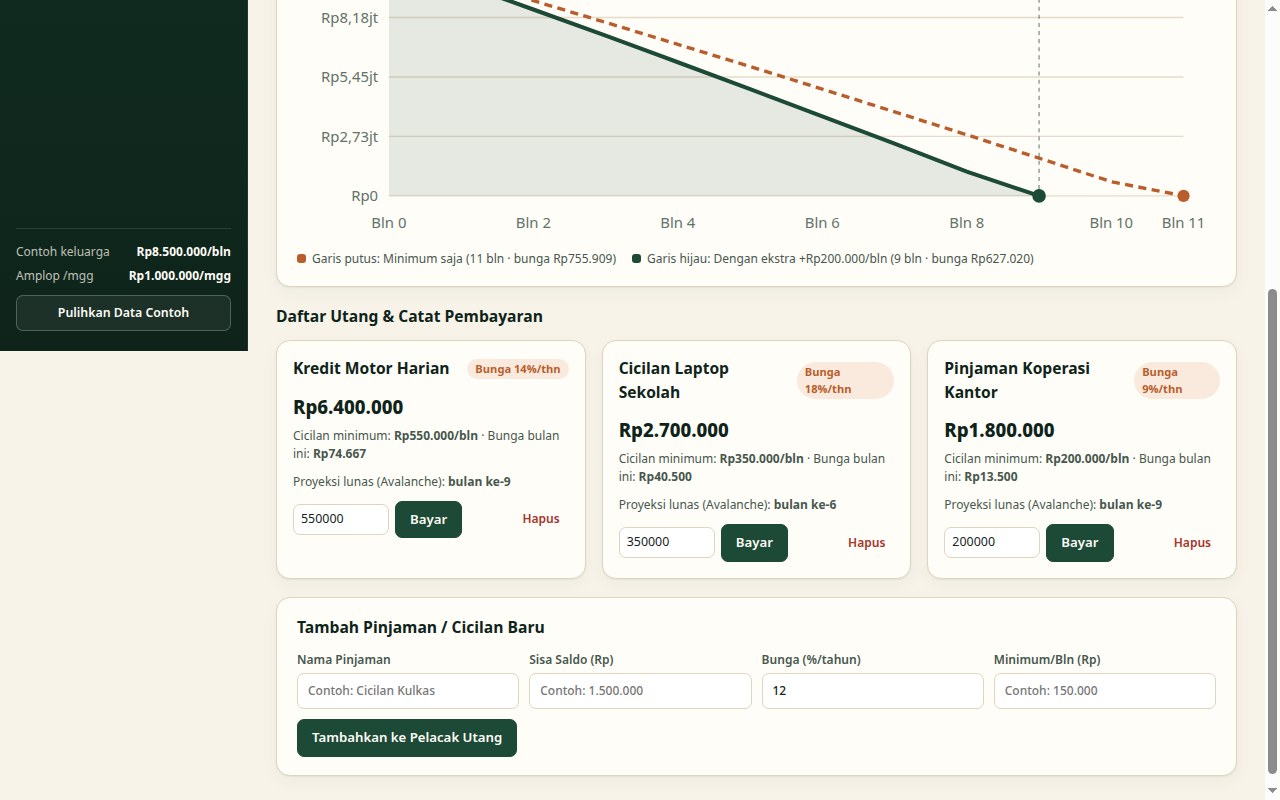 Contoh keluarga Rp8.500.000/bln
Amplop /mgg Rp1.000.000/mgg
Pulihkan Data Contoh
Rp8,18jt
Rp5,45jt
Rp2,73jt
Rp0
Bln 0 Bln 2 Bln 4 Bln 6 Bln 8 Bln 10 Bln 11
Garis putus: Minimum saja (11 bln · bunga Rp755.909) Garis hijau: Dengan ekstra +Rp200.000/bln (9 bln · bunga Rp627.020)
Daftar Utang & Catat Pembayaran
Kredit Motor Harian Bunga 14%/thn
Rp6.400.000
Cicilan minimum: Rp550.000/bln · Bunga bulan
ini: Rp74.667
Proyeksi lunas (Avalanche): bulan ke-9
550000 Bayar Hapus
Cicilan Laptop
Sekolah
Bunga
18%/thn
Rp2.700.000
Cicilan minimum: Rp350.000/bln · Bunga bulan
ini: Rp40.500
Proyeksi lunas (Avalanche): bulan ke-6
350000 Bayar Hapus
Pinjaman Koperasi
Kantor
Bunga
9%/thn
Rp1.800.000
Cicilan minimum: Rp200.000/bln · Bunga bulan
ini: Rp13.500
Proyeksi lunas (Avalanche): bulan ke-9
200000 Bayar Hapus
Tambah Pinjaman / Cicilan Baru
Nama Pinjaman Sisa Saldo (Rp) Bunga (%/tahun) Minimum/Bln (Rp)
Contoh: Cicilan Kulkas Contoh: 1.500.000 12 Contoh: 150.000
Tambahkan ke Pelacak Utang